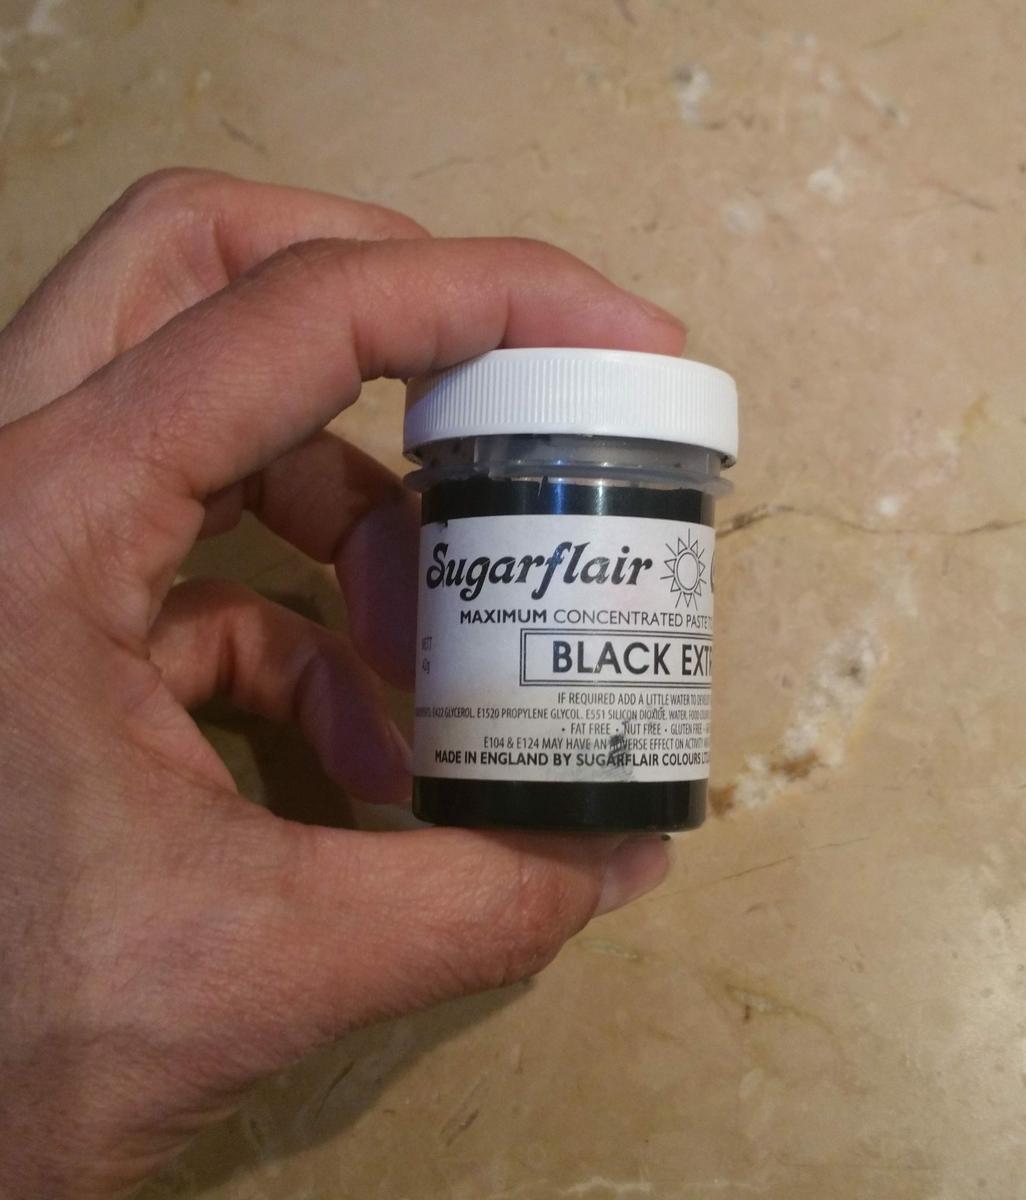 Sugarflair
MAXIMUM CONCENTRATED PASTE
BLACK EXT
NETT
42g
IF REQUIRED ADD A LITTLE WATER TO
E422 GLYCEROL. E1520 PROPYLENE GLYCOL. E551 SILICON DIOXIDE. WATER. FOOD
• FAT FREE • NUT FREE • GLUTEN FREE •
E104 & E124 MAY HAVE AN ADVERSE EFFECT ON ACTIVITY
MADE IN ENGLAND BY SUGARFLAIR COLOURS LTD